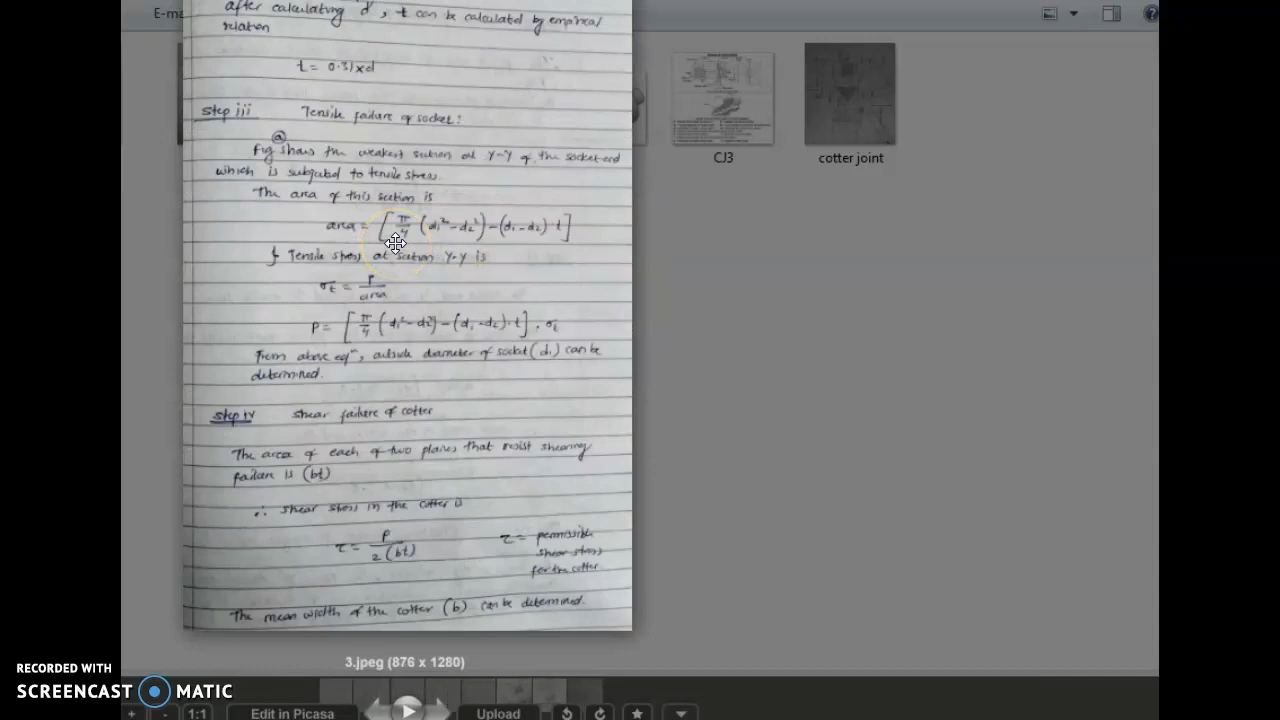 E-ma
after calculating 'd', t can be calculated by empirical
relation
t = 0.31xd
Step iii Tensile failure of socket:
a
Fig shows the weakest section at Y-Y of the socket end
which is subjected to tensile stress.
The area of this section is
area = [π/4 (d₁² - d₂²) - (d₁ - d₂) · t]
} Tensile stress at section Y-Y is
σt = P/area
P = [π/4 (d₁² - d₂²) - (d₁ - d₂) · t] · σt
from above eqⁿ, outside diameter of socket (d₁) can be
determined.
Step iv shear failure of cotter
The area of each of two planes that resist shearing
failure is (bt)
∴ shear stress in the cotter is
τ = P/2(bt) τ = permissible
shear stress
for the cotter
The mean width of the cotter (b) can be determined.
CJ3
cotter joint
3.jpeg (876 x 1280)
RECORDED WITH
SCREENCAST MATIC
+ - 1:1 Edit in Picasa Upload